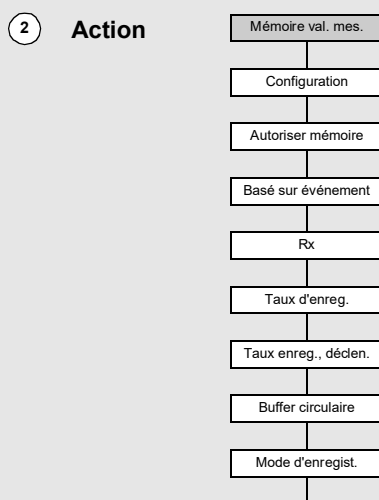 2 Action
Mémoire val. mes.
Configuration
Autoriser mémoire
Basé sur événement
Rx
Taux d'enreg.
Taux enreg., déclen.
Buffer circulaire
Mode d'enregist.